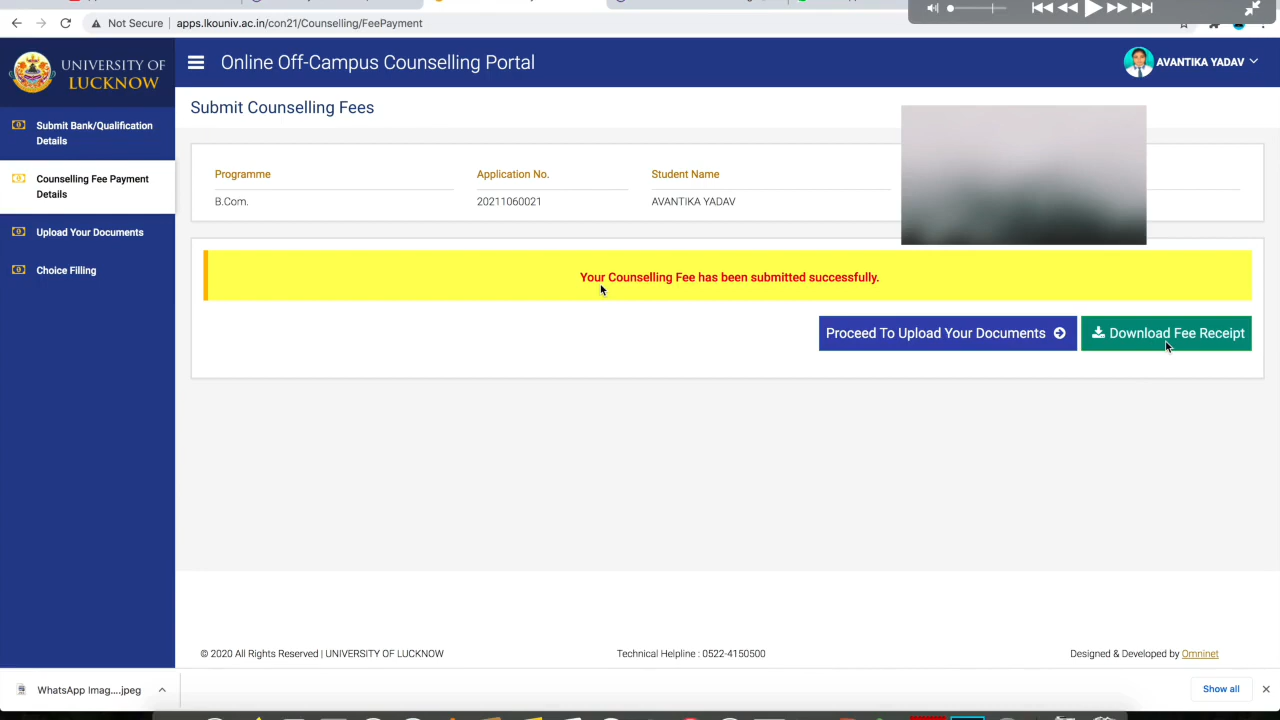 Not Secure | apps.lkouniv.ac.in/con21/Counselling/FeePayment
UNIVERSITY OF
LUCKNOW
Online Off-Campus Counselling Portal
AVANTIKA YADAV
Submit Bank/Qualification
Details
Counselling Fee Payment
Details
Upload Your Documents
Choice Filling
Submit Counselling Fees
Programme
Application No.
Student Name
B.Com.
20211060021
AVANTIKA YADAV
Your Counselling Fee has been submitted successfully.
Proceed To Upload Your Documents
Download Fee Receipt
© 2020 All Rights Reserved | UNIVERSITY OF LUCKNOW
Technical Helpline : 0522-4150500
Designed & Developed by Omninet
WhatsApp Imag....jpeg
Show all